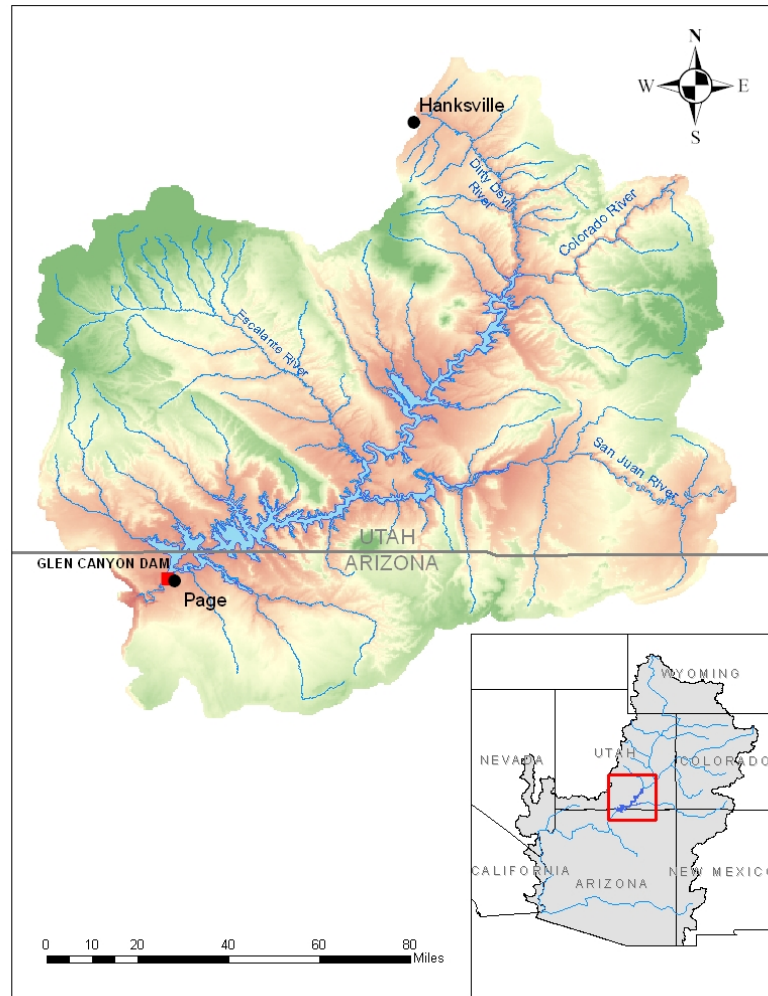 N
W E
S
Hanksville
Dirty Devil
River
Colorado River
Escalante
River
San Juan River
UTAH
ARIZONA
GLEN CANYON DAM
Page
WYOMING
NEVADA
UTAH
COLORADO
CALIFORNIA
ARIZONA
NEW MEXICO
0 10 20 40 60 80
Miles